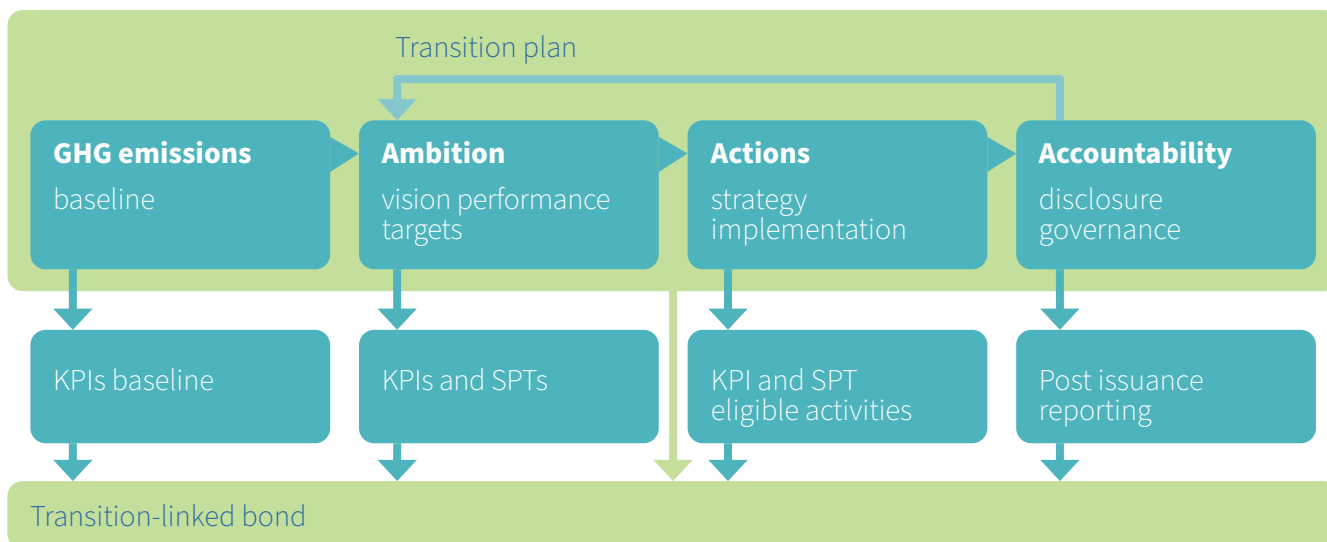 Transition plan
GHG emissions
baseline
Ambition
vision performance
targets
Actions
strategy
implementation
Accountability
disclosure
governance
KPIs baseline
KPIs and SPTs
KPI and SPT
eligible activities
Post issuance
reporting
Transition-linked bond